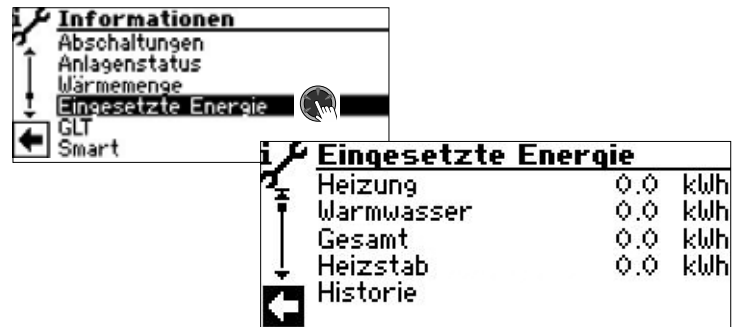 Informationen
Abschaltungen
Anlagenstatus
Wärmemenge
Eingesetzte Energie
GLT
Smart
Eingesetzte Energie
Heizung 0.0 kWh
Warmwasser 0.0 kWh
Gesamt 0.0 kWh
Heizstab 0.0 kWh
Historie